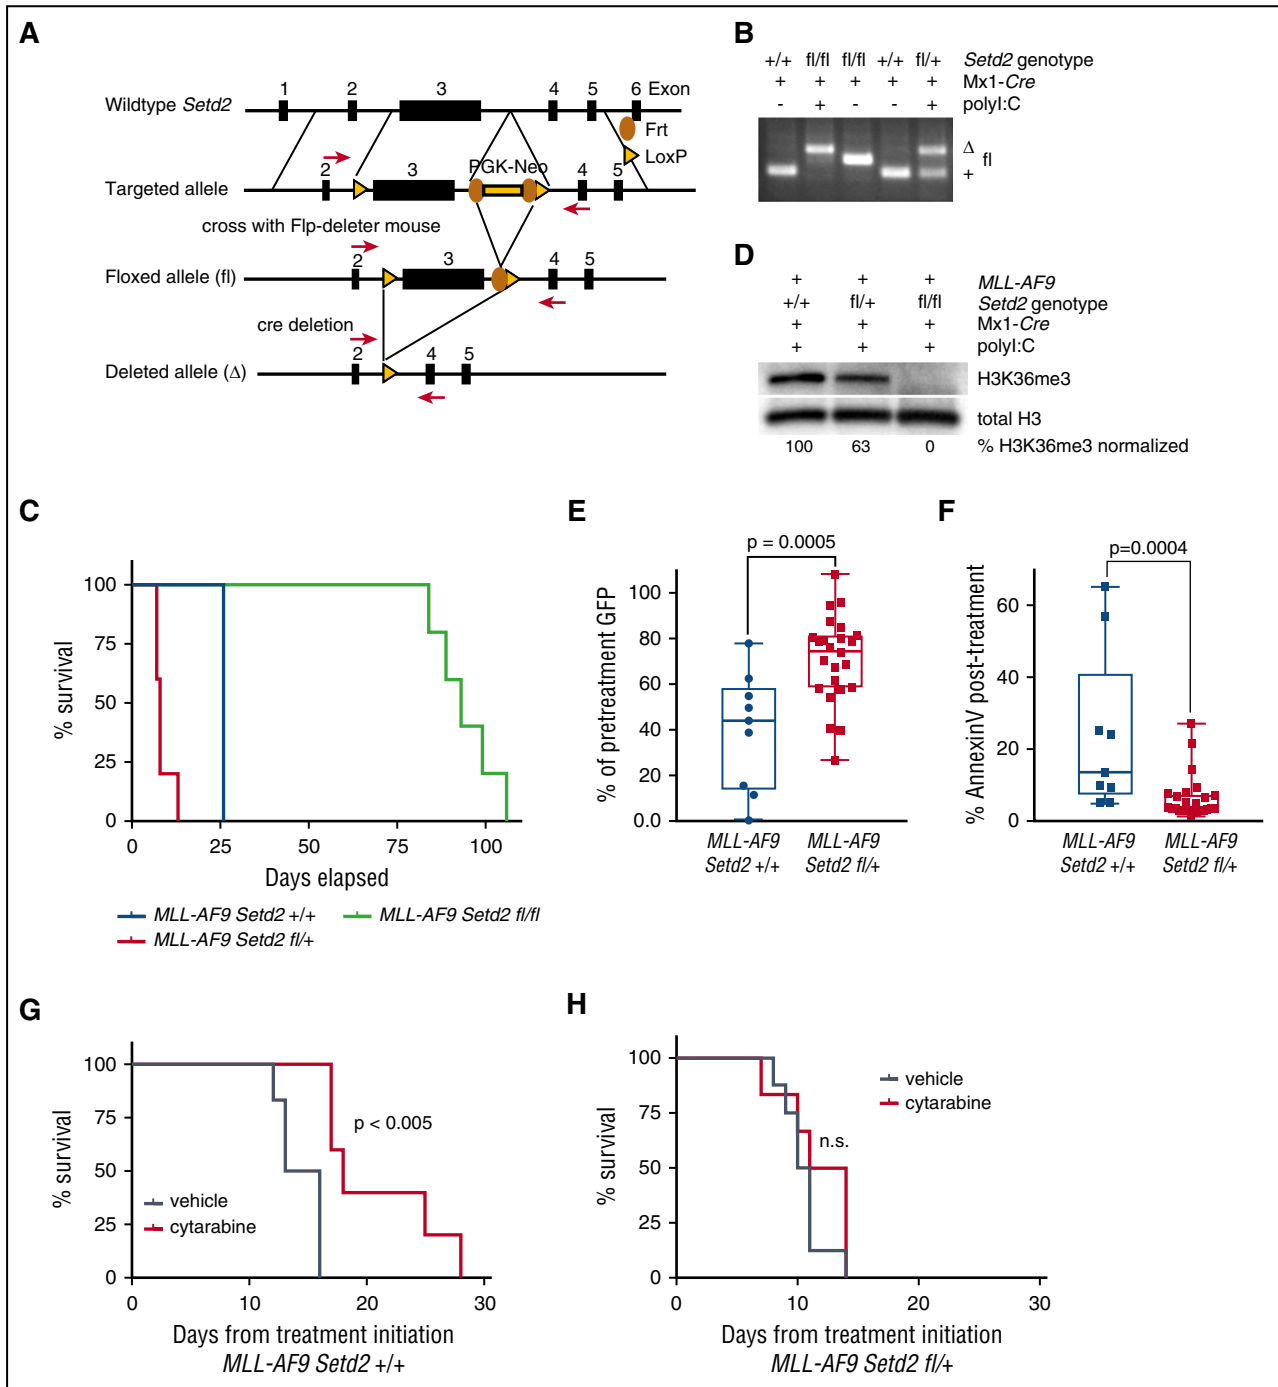 A
1 2 3 4 5 6 Exon
Wildtype Setd2
Frt
LoxP
2 3 PGK-Neo 4 5
Targeted allele
cross with Flp-deleter mouse
2 3 4 5
Floxed allele (fl)
cre deletion
2 4 5
Deleted allele (Δ)
B
+/+ fl/fl fl/fl +/+ fl/+ Setd2 genotype
+ + + + + Mx1-Cre
- + - - + polyI:C
Δ
fl
+
D
+ + + MLL-AF9
+/+ fl/+ fl/fl Setd2 genotype
+ + + Mx1-Cre
+ + + polyI:C
H3K36me3
total H3
100 63 0 % H3K36me3 normalized
C
% survival
100
75
50
25
0
0 25 50 75 100
Days elapsed
MLL-AF9 Setd2 +/+ MLL-AF9 Setd2 fl/fl
MLL-AF9 Setd2 fl/+
E
p = 0.0005
% of pretreatment GFP
100
80
60
40
20
0.0
MLL-AF9 MLL-AF9
Setd2 +/+ Setd2 fl/+
F
p=0.0004
% AnnexinV post-treatment
60
40
20
0
MLL-AF9 MLL-AF9
Setd2 +/+ Setd2 fl/+
G
% survival
100
75
50
25
0
p < 0.005
vehicle
cytarabine
0 10 20 30
Days from treatment initiation
MLL-AF9 Setd2 +/+
H
% survival
100
75
50
25
0
vehicle
cytarabine
n.s.
0 10 20 30
Days from treatment initiation
MLL-AF9 Setd2 fl/+